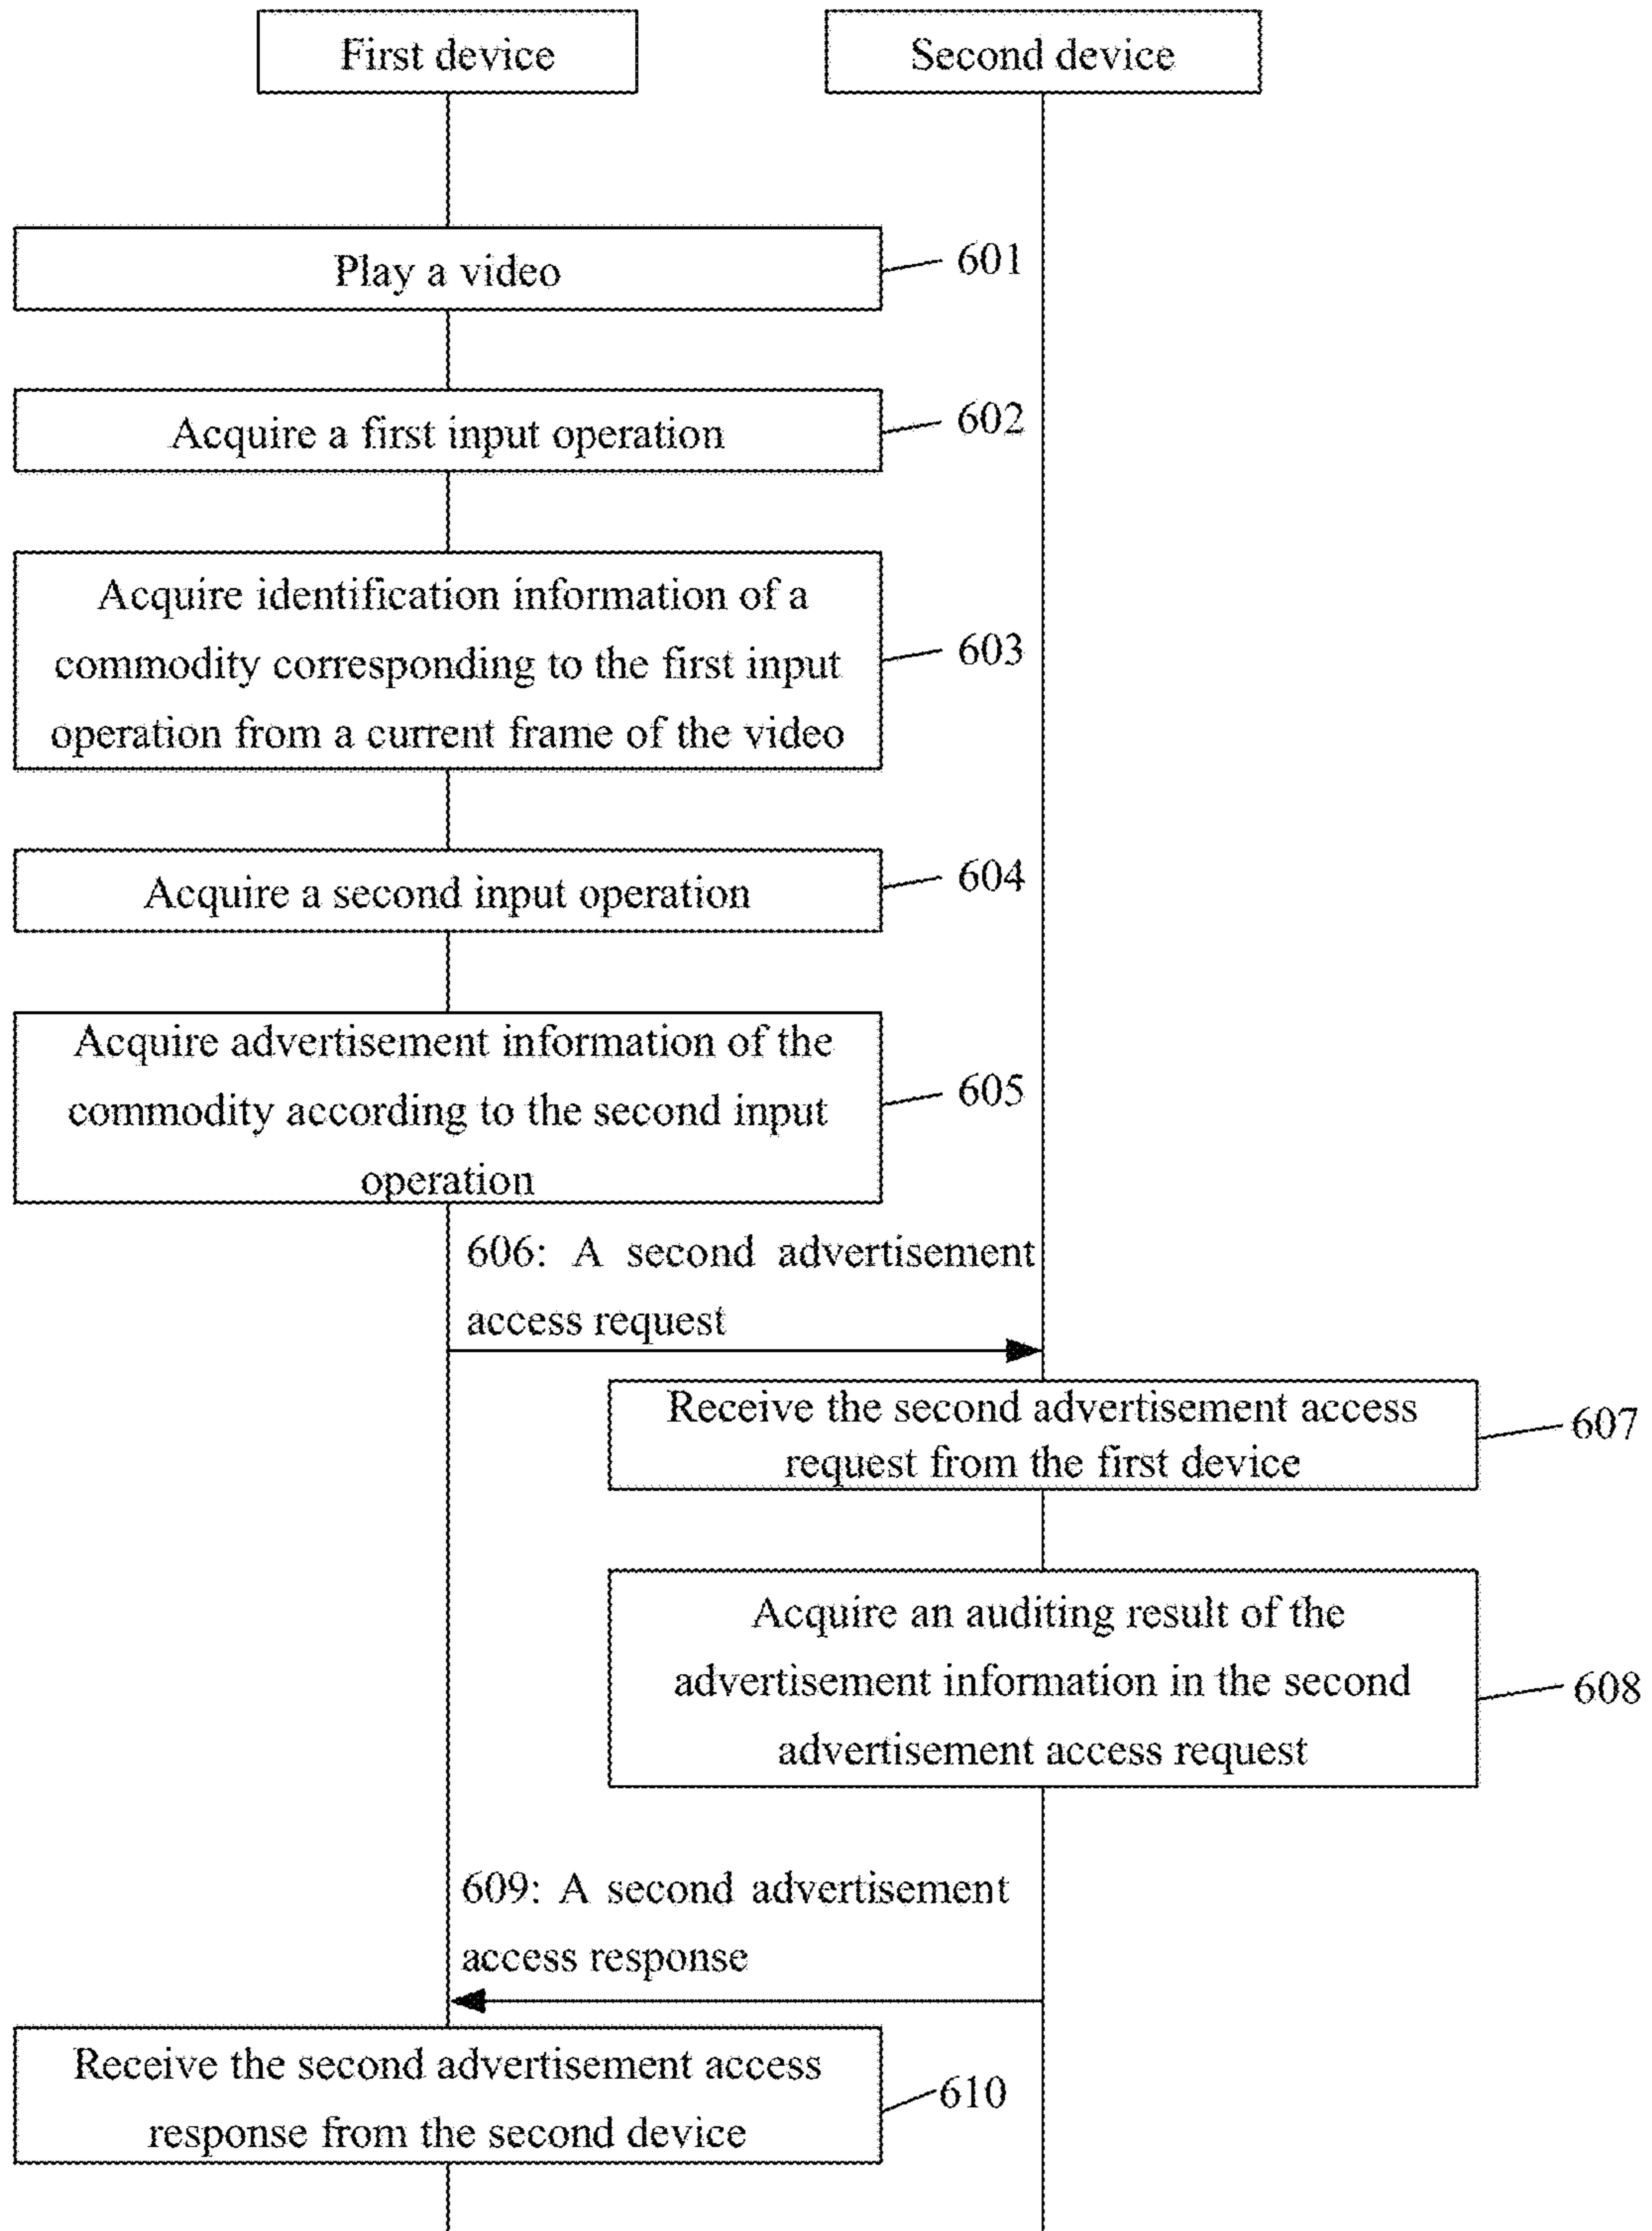 First device
Second device
Play a video
601
Acquire a first input operation
602
Acquire identification information of a
commodity corresponding to the first input
operation from a current frame of the video
603
Acquire a second input operation
604
Acquire advertisement information of the
commodity according to the second input
operation
605
606: A second advertisement
access request
Receive the second advertisement access
request from the first device
607
Acquire an auditing result of the
advertisement information in the second
advertisement access request
608
609: A second advertisement
access response
Receive the second advertisement access
response from the second device
610